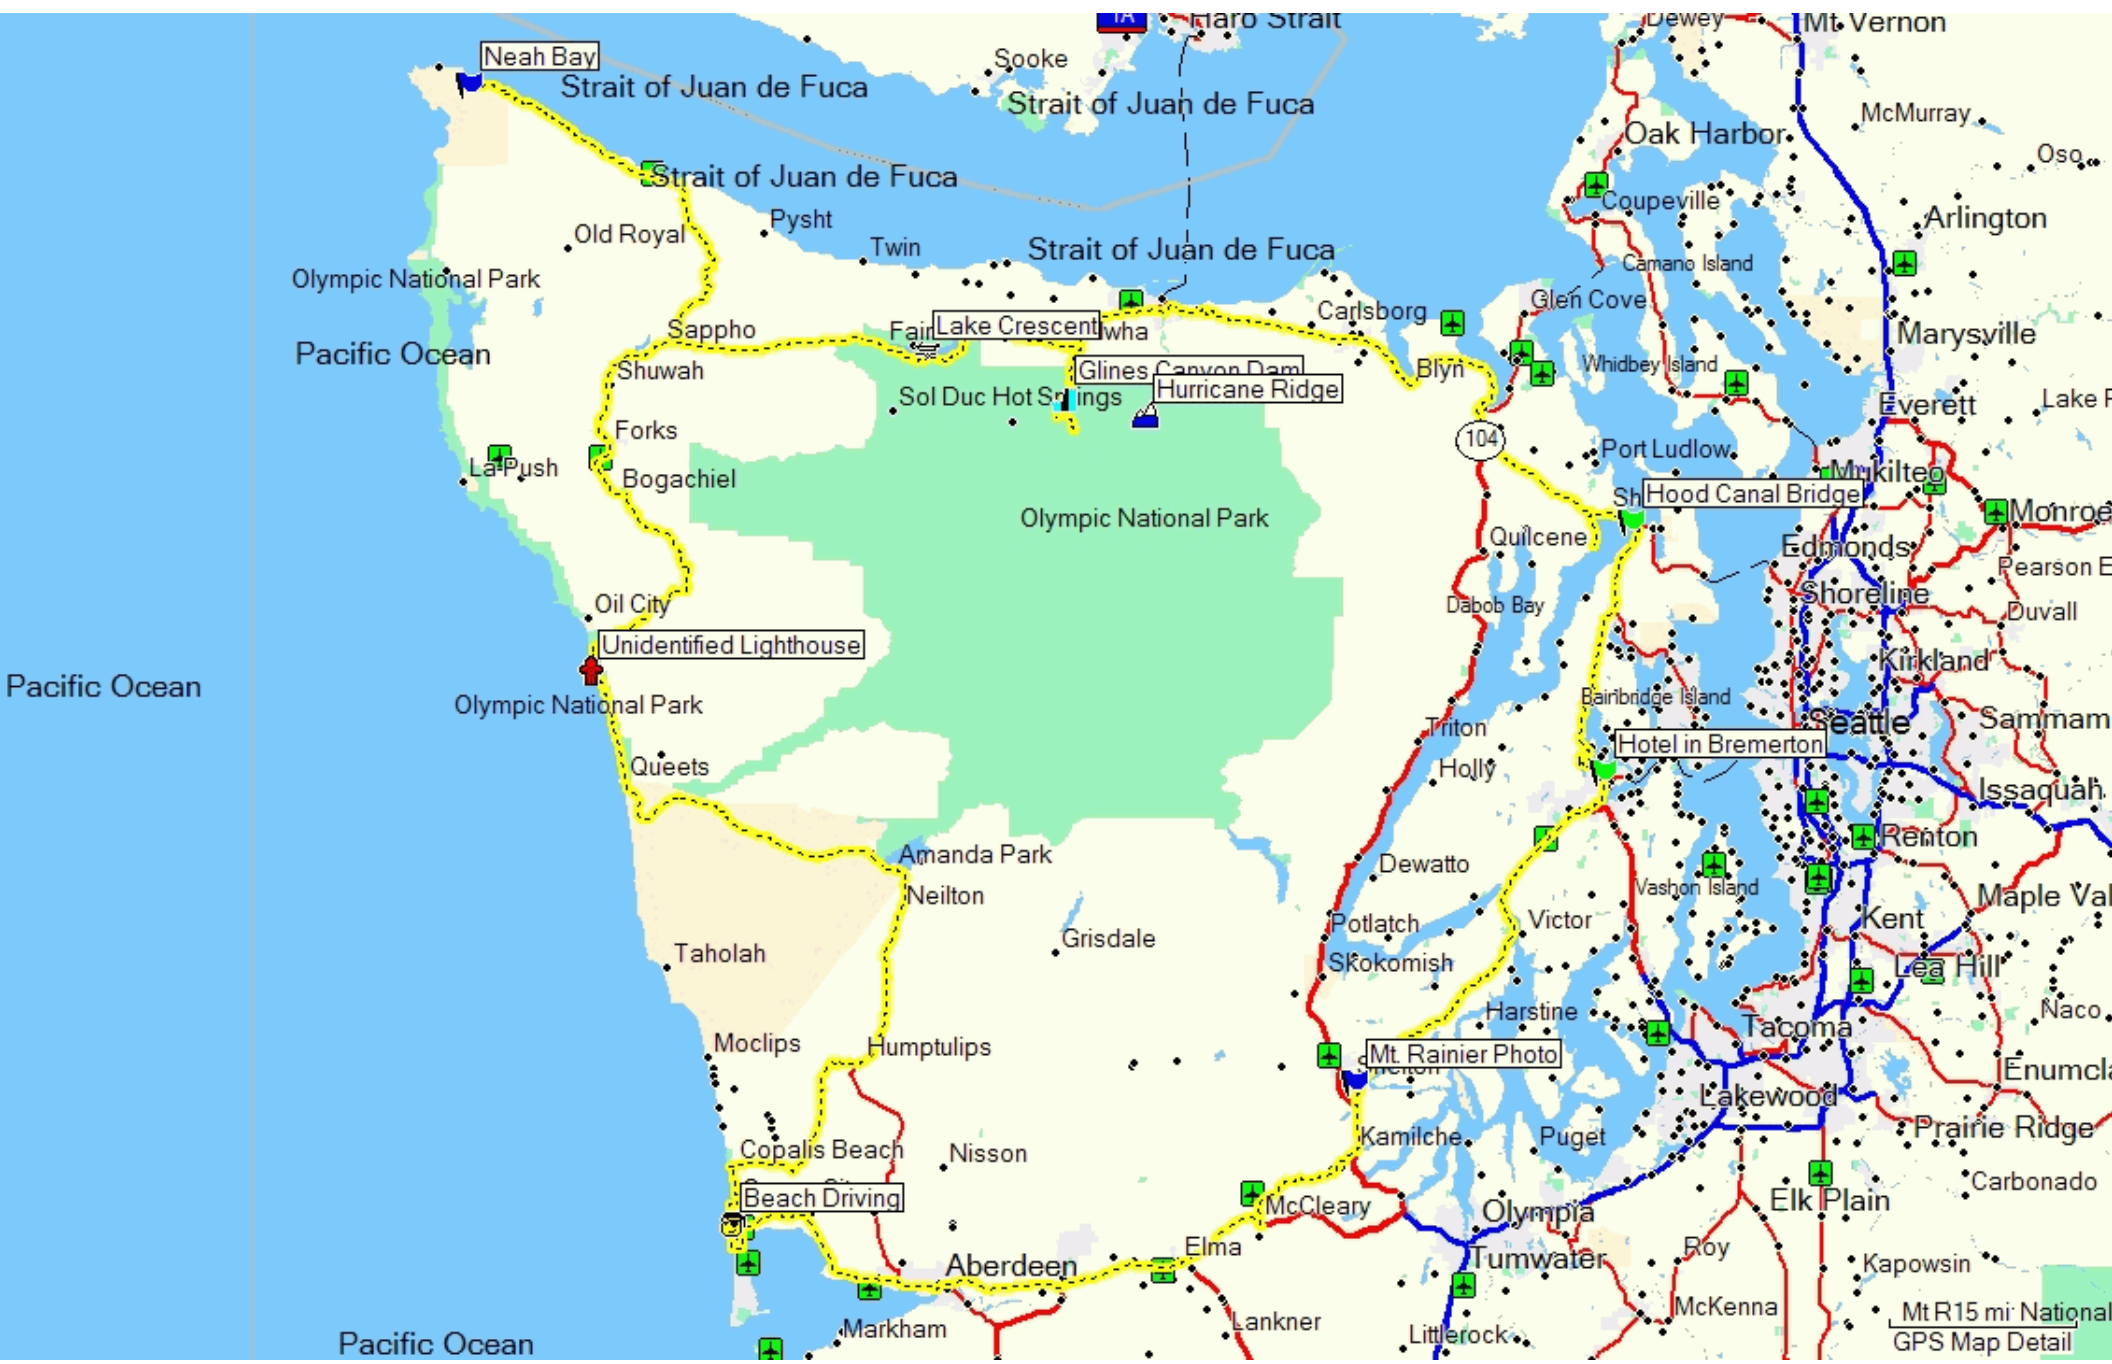 1A
Haro Strait
Dewey
Mt Vernon
Neah Bay
Sooke
Strait of Juan de Fuca
Strait of Juan de Fuca
McMurray
Oak Harbor
Oso
Strait of Juan de Fuca
Coupeville
Pysht
Arlington
Old Royal
Twin
Strait of Juan de Fuca
Camano Island
Olympic National Park
Glen Cove
Carlsborg
Lake Crescent
Sappho
Marysville
Pacific Ocean
Whidbey Island
Shuwah
Blyn
Glines Canyon Dam
Hurricane Ridge
Sol Duc Hot Springs
Lake
Everett
Forks
104
Port Ludlow
La Push
Bogachiel
Mukilteo
Hood Canal Bridge
Monroe
Olympic National Park
Quilcene
Edmonds
Pearson
Shoreline
Oil City
Dabob Bay
Duvall
Unidentified Lighthouse
Kirkland
Pacific Ocean
Bainbridge Island
Olympic National Park
Sammam
Seattle
Triton
Hotel in Bremerton
Queets
Holly
Issaquah
Renton
Amanda Park
Dewatto
Vashon Island
Neilton
Maple Val
Potlatch
Victor
Kent
Grisdale
Taholah
Skokomish
Lea Hill
Harstine
Naco
Tacoma
Moclips
Humptulips
Mt. Rainier Photo
Shelton
Enumcla
Lakewood
Prairie Ridge
Kamilche
Puget
Copalis Beach
Nisson
Carbonado
Beach Driving
McCleary
Elk Plain
Olympia
Elma
Roy
Tumwater
Aberdeen
Kapowsin
McKenna
Mt R 15 mi National
Lankner
Markham
Littlerock
Pacific Ocean
GPS Map Detail